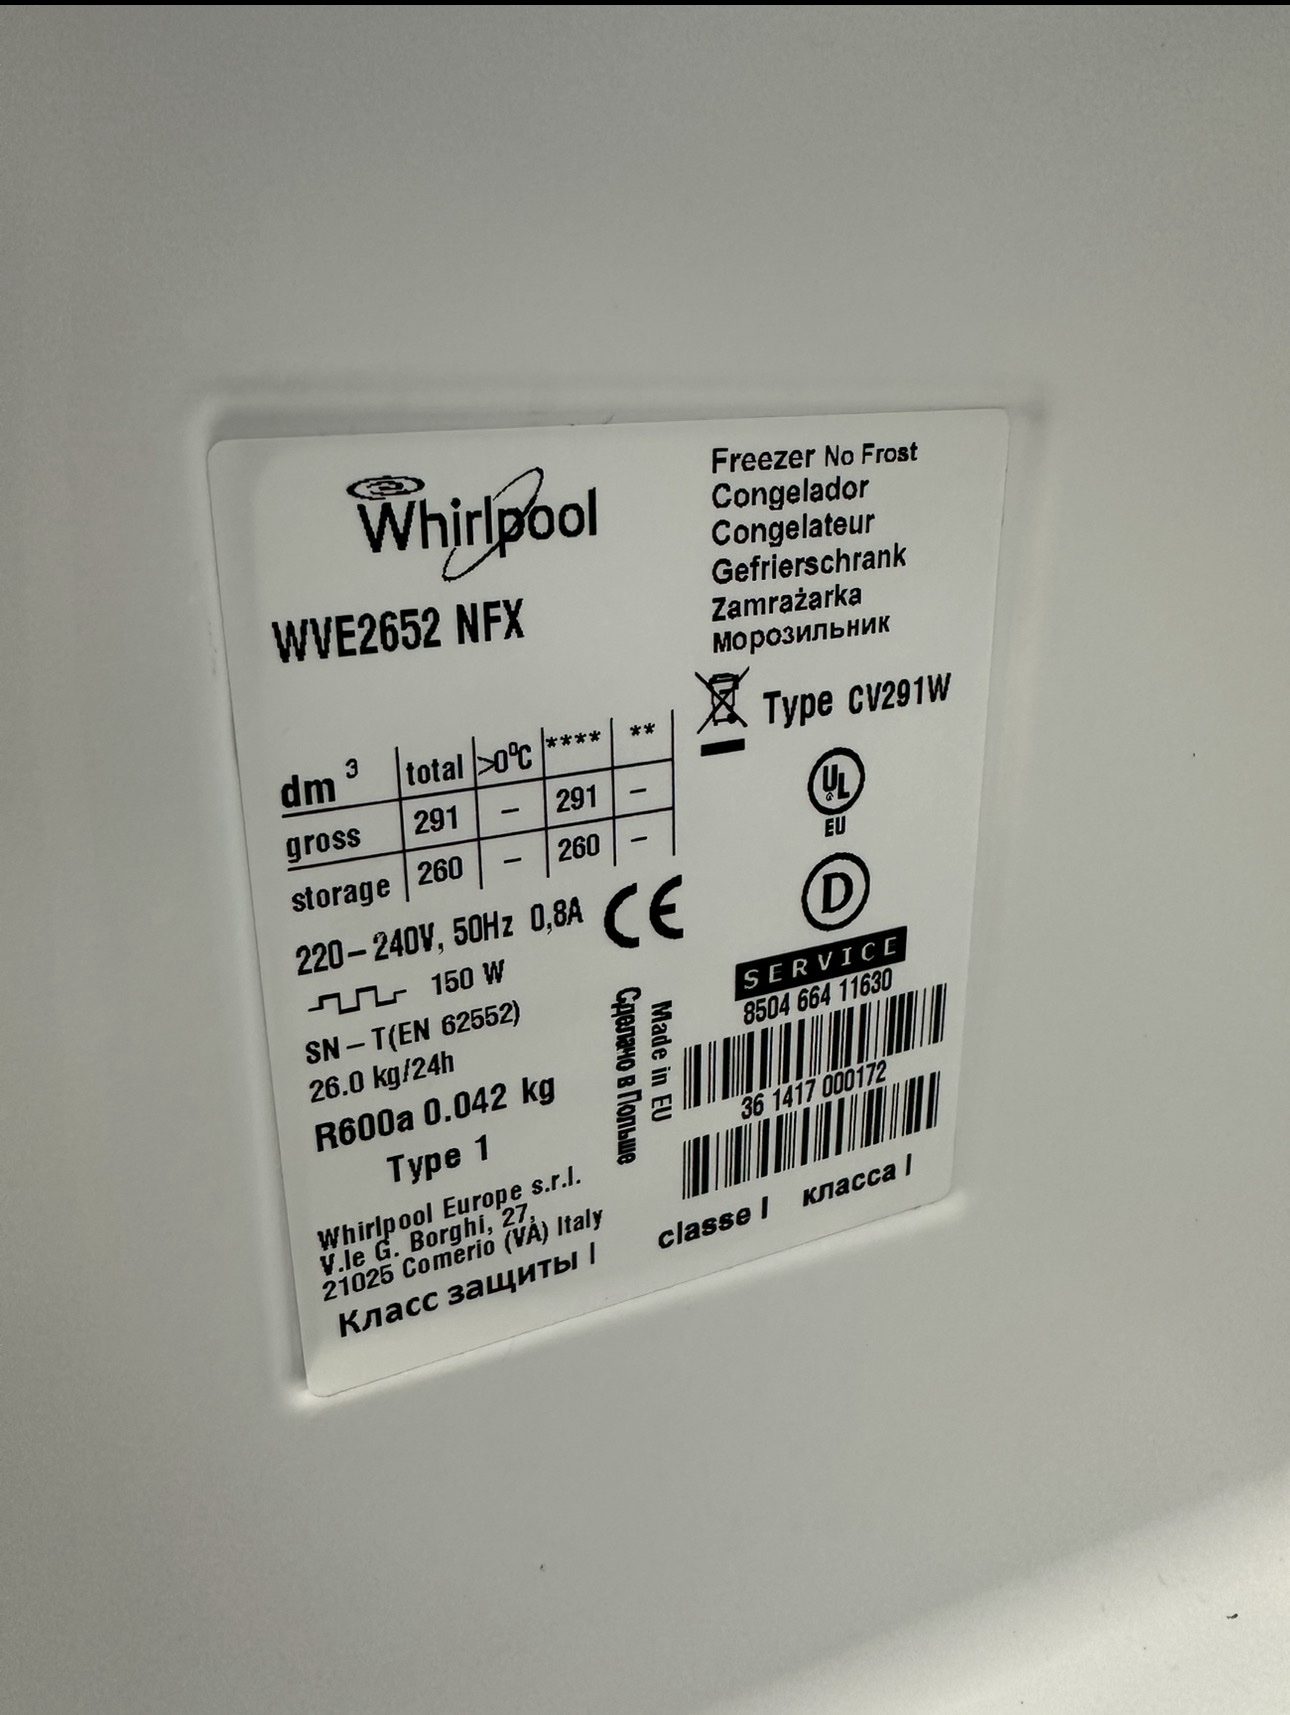 Whirlpool
WVE2652 NFX
Freezer No Frost
Congelador
Congelateur
Gefrierschrank
Zamrażarka
Морозильник
Type CV291W
dm³ total >0°C **** **
gross 291 – 291 –
storage 260 – 260 –
220–240V, 50Hz 0,8A
CE
150 W
SN–T(EN 62552)
26.0 kg/24h
R600a 0.042 kg
Type 1
Whirlpool Europe s.r.l.
V.le G. Borghi, 27,
21025 Comerio (VA) Italy
Класс защиты I
Made in EU
Сделано в Польше
UL
EU
D
SERVICE
8504 664 11630
36 1417 000172
classe I класса I